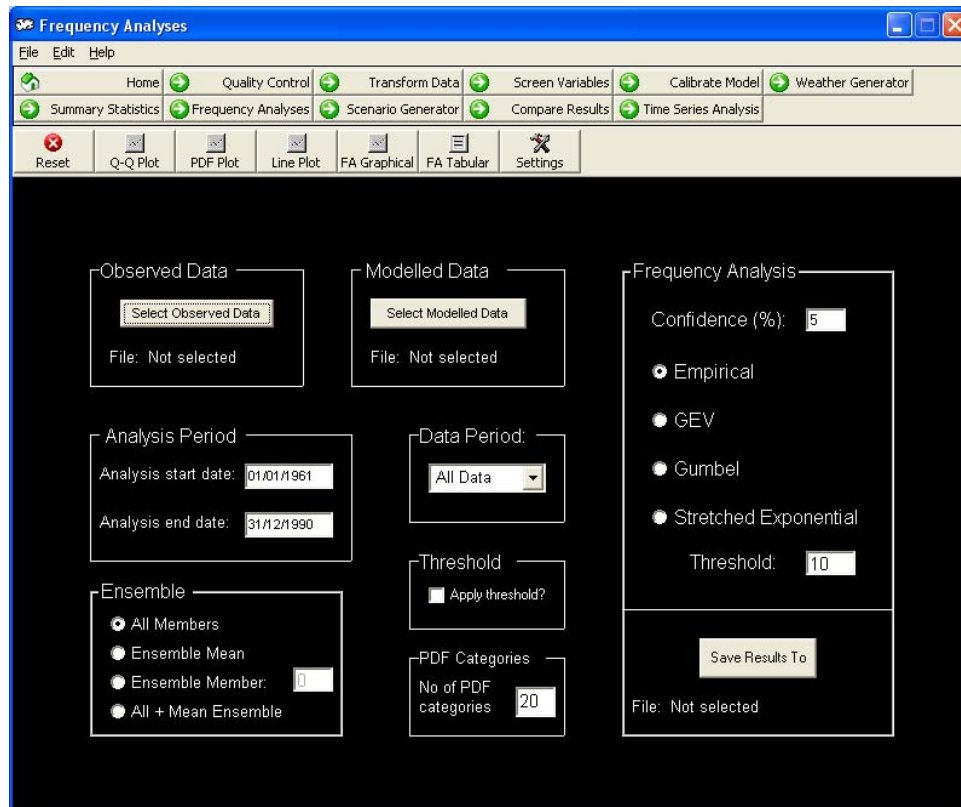 Frequency Analyses
File Edit Help
Home Quality Control Transform Data Screen Variables Calibrate Model Weather Generator
Summary Statistics Frequency Analyses Scenario Generator Compare Results Time Series Analysis
Reset Q-Q Plot PDF Plot Line Plot FA Graphical FA Tabular Settings
Observed Data
Select Observed Data
File: Not selected
Modelled Data
Select Modelled Data
File: Not selected
Analysis Period
Analysis start date: 01/01/1961
Analysis end date: 31/12/1990
Data Period:
All Data
Ensemble
All Members
Ensemble Mean
Ensemble Member: 0
All + Mean Ensemble
Threshold
Apply threshold?
PDF Categories
No of PDF
categories 20
Frequency Analysis
Confidence (%): 5
Empirical
GEV
Gumbel
Stretched Exponential
Threshold: 10
Save Results To
File: Not selected